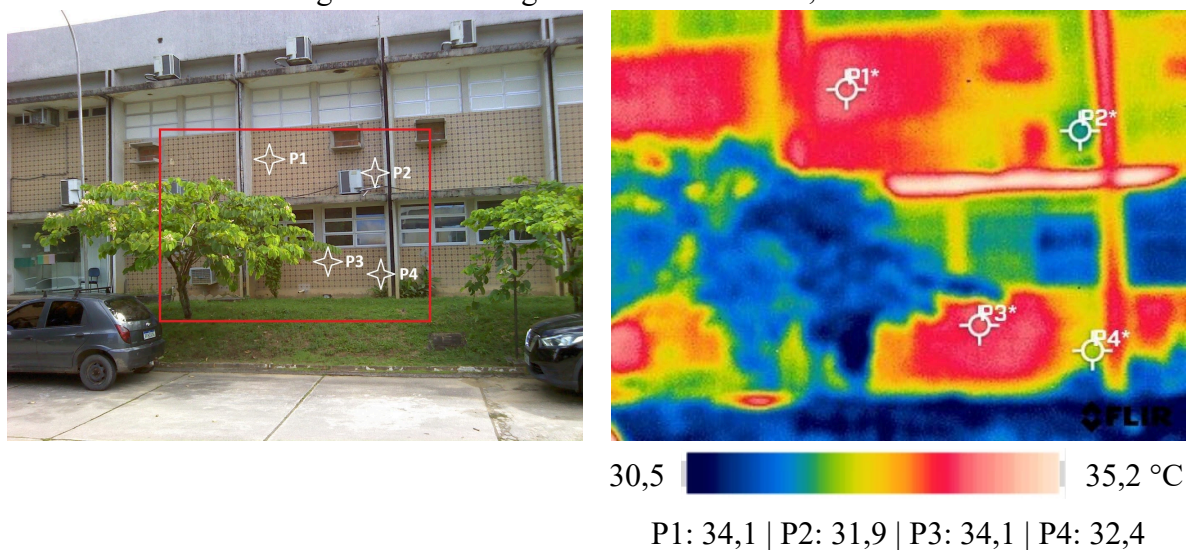 P1
P2
P3
P4
P1*
P2*
P3*
P4*
FLIR
30,5 35,2 °C
P1: 34,1 | P2: 31,9 | P3: 34,1 | P4: 32,4